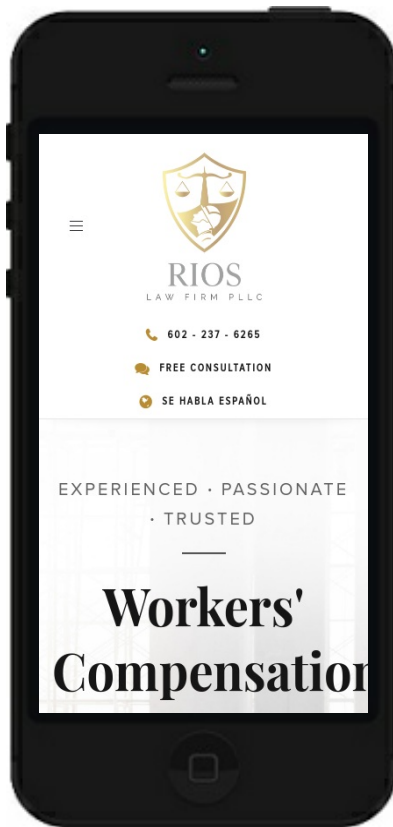 RIOS
LAW FIRM PLLC
602 - 237 - 6265
FREE CONSULTATION
SE HABLA ESPAÑOL
EXPERIENCED · PASSIONATE
· TRUSTED
Workers'
Compensation